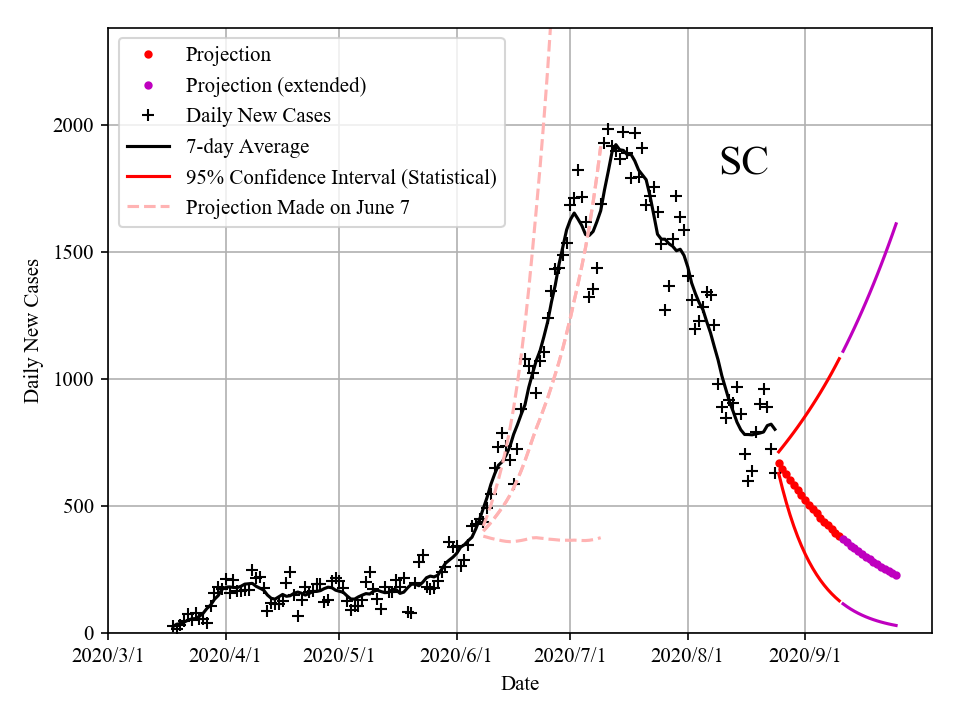 Projection
Projection (extended)
Daily New Cases
7-day Average
95% Confidence Interval (Statistical)
Projection Made on June 7
SC
2000
1500
1000
500
0
Daily New Cases
2020/3/1 2020/4/1 2020/5/1 2020/6/1 2020/7/1 2020/8/1 2020/9/1
Date